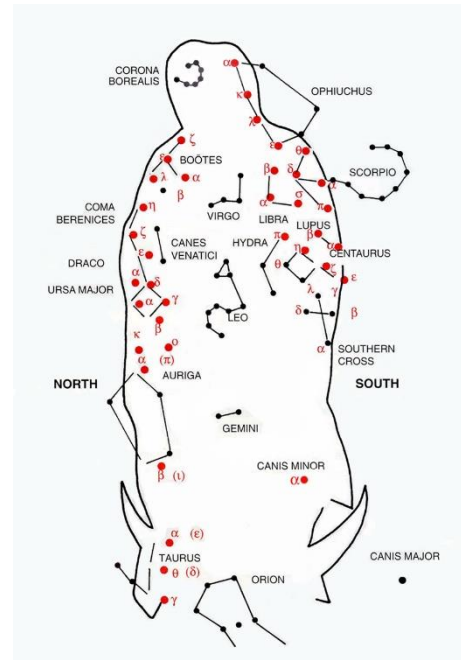 CORONA
BOREALIS
α
OPHIUCHUS
κ
χ
ζ
ε
ε
θ
BOÖTES
SCORPIO
λ
α
β
β
δ
α
η
COMA
BERENICES
VIRGO
α
σ
π
LIBRA
LUPUS
ζ
CANES
VENATICI
HYDRA
π
β
α
η
CENTAURUS
ε
DRACO
θ
ζ
ε
α
δ
γ
URSA MAJOR
α
γ
λ
LEO
δ
β
β
κ
ο
α
(π)
α
SOUTHERN
CROSS
AURIGA
NORTH
SOUTH
GEMINI
CANIS MINOR
β (ι)
α
α (ε)
TAURUS
CANIS MAJOR
θ (δ)
ORION
γ